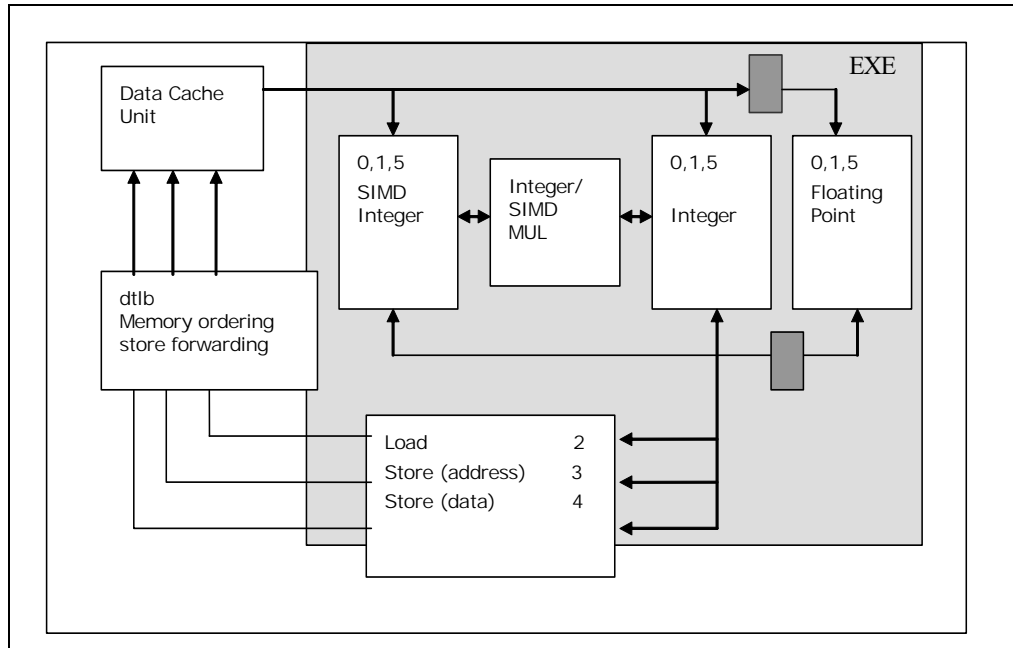 EXE
Data Cache
Unit
0,1,5
SIMD
Integer
Integer/
SIMD
MUL
0,1,5
Integer
0,1,5
Floating
Point
dtlb
Memory ordering
store forwarding
Load 2
Store (address) 3
Store (data) 4